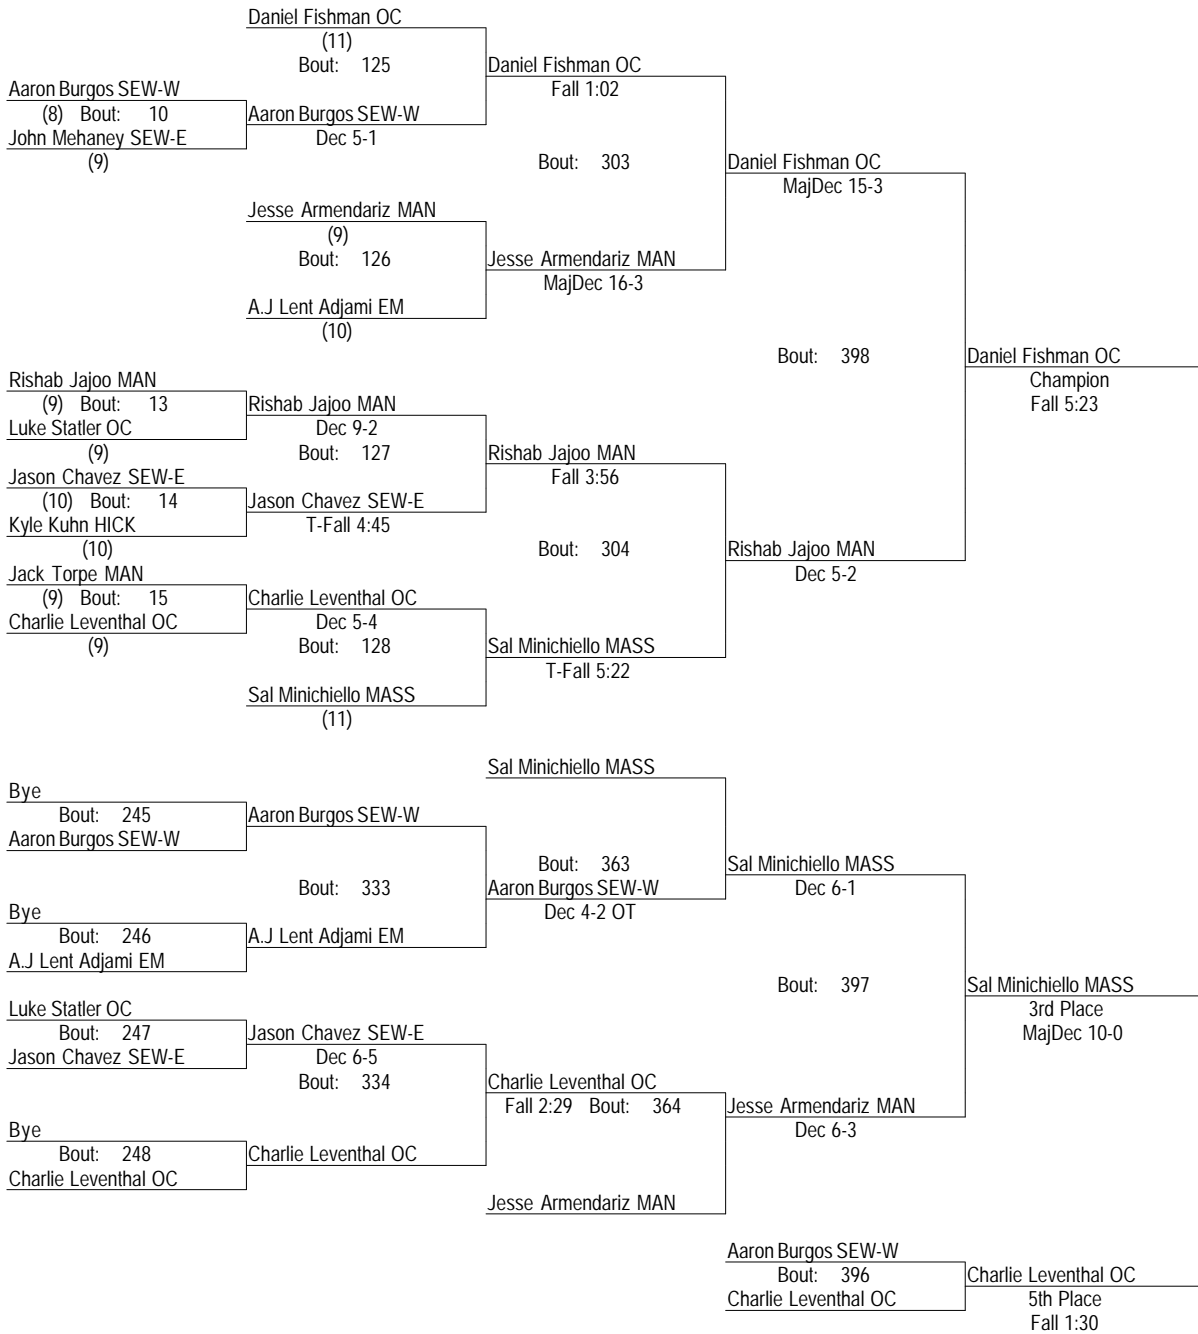 Daniel Fishman OC
(11)
Bout: 125
Daniel Fishman OC
Fall 1:02
Aaron Burgos SEW-W
(8) Bout: 10
Aaron Burgos SEW-W
John Mehaney SEW-E
Dec 5-1
(9)
Bout: 303
Daniel Fishman OC
MajDec 15-3
Jesse Armendariz MAN
(9)
Bout: 126
Jesse Armendariz MAN
MajDec 16-3
A.J Lent Adjami EM
(10)
Bout: 398
Daniel Fishman OC
Champion
Fall 5:23
Rishab Jajoo MAN
(9) Bout: 13
Rishab Jajoo MAN
Luke Statler OC
Dec 9-2
(9)
Bout: 127
Rishab Jajoo MAN
Fall 3:56
Jason Chavez SEW-E
(10) Bout: 14
Jason Chavez SEW-E
Kyle Kuhn HICK
T-Fall 4:45
(10)
Bout: 304
Rishab Jajoo MAN
Dec 5-2
Jack Torpe MAN
(9) Bout: 15
Charlie Leventhal OC
Charlie Leventhal OC
Dec 5-4
(9)
Bout: 128
Sal Minichiello MASS
T-Fall 5:22
Sal Minichiello MASS
(11)
Sal Minichiello MASS
Bye
Bout: 245
Aaron Burgos SEW-W
Aaron Burgos SEW-W
Bout: 363
Sal Minichiello MASS
Dec 6-1
Bout: 333
Aaron Burgos SEW-W
Dec 4-2 OT
Bye
Bout: 246
A.J Lent Adjami EM
A.J Lent Adjami EM
Bout: 397
Sal Minichiello MASS
3rd Place
MajDec 10-0
Luke Statler OC
Bout: 247
Jason Chavez SEW-E
Jason Chavez SEW-E
Dec 6-5
Bout: 334
Charlie Leventhal OC
Fall 2:29 Bout: 364
Jesse Armendariz MAN
Dec 6-3
Bye
Bout: 248
Charlie Leventhal OC
Charlie Leventhal OC
Jesse Armendariz MAN
Aaron Burgos SEW-W
Bout: 396
Charlie Leventhal OC
Charlie Leventhal OC
5th Place
Fall 1:30